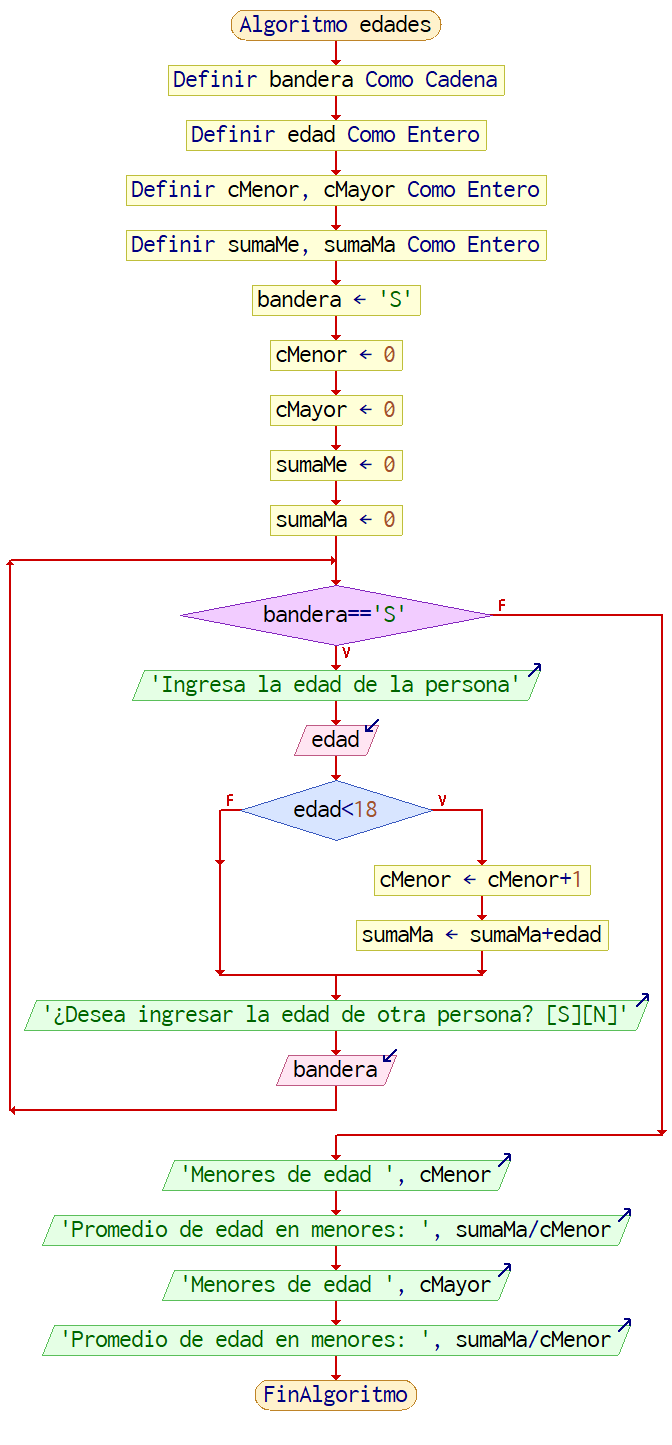 Algoritmo edades
Definir bandera Como Cadena
Definir edad Como Entero
Definir cMenor, cMayor Como Entero
Definir sumaMe, sumaMa Como Entero
bandera ← 'S'
cMenor ← 0
cMayor ← 0
sumaMe ← 0
sumaMa ← 0
bandera=='S'
F
V
'Ingresa la edad de la persona'
edad
F
V
edad<18
cMenor ← cMenor+1
sumaMa ← sumaMa+edad
'¿Desea ingresar la edad de otra persona? [S][N]'
bandera
'Menores de edad ', cMenor
'Promedio de edad en menores: ', sumaMa/cMenor
'Menores de edad ', cMayor
'Promedio de edad en menores: ', sumaMa/cMenor
FinAlgoritmo